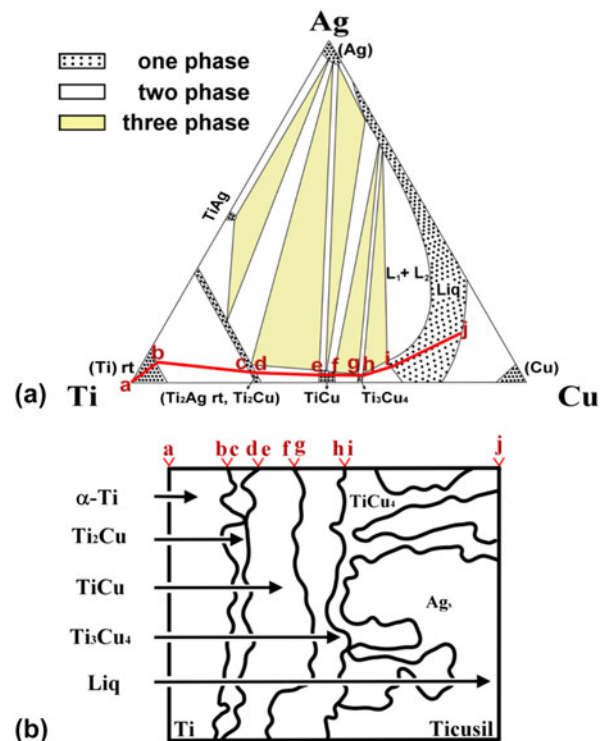 Ag
(Ag)
one phase
two phase
three phase
TiAg
L₁+ L₂
Liq
j
b
c d
e f
g h
i
(Ti) rt
a
(Cu)
(a)
Ti
(Ti₂Ag rt, Ti₂Cu)
TiCu
Ti₃Cu₄
Cu
a
b c
d e
f g
h i
j
α-Ti
TiCu₄
Ti₂Cu
TiCu
Agₛ
Ti₃Cu₄
Liq
(b)
Ti
Ticusil